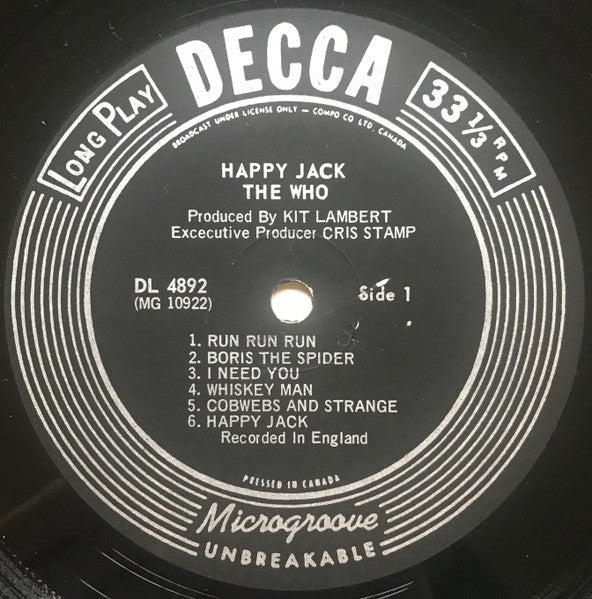 DECCA
LONG PLAY
33 1/3 RPM
BROADCAST UNDER LICENSE ONLY — COMPO CO LTD, CANADA
HAPPY JACK
THE WHO
Produced By KIT LAMBERT
Excecutive Producer CRIS STAMP
DL 4892
(MG 10922)
Side 1
1. RUN RUN RUN
2. BORIS THE SPIDER
3. I NEED YOU
4. WHISKEY MAN
5. COBWEBS AND STRANGE
6. HAPPY JACK
Recorded In England
PRESSED IN CANADA
Microgroove
UNBREAKABLE